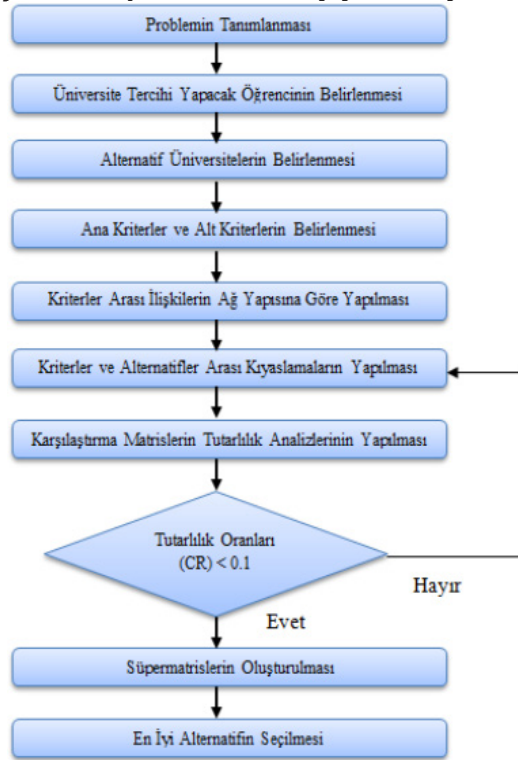 Problemin Tanımlanması
Üniversite Tercihi Yapacak Öğrencinin Belirlenmesi
Alternatif Üniversitelerin Belirlenmesi
Ana Kriterler ve Alt Kriterlerin Belirlenmesi
Kriterler Arası İlişkilerin Ağ Yapısına Göre Yapılması
Kriterler ve Alternatifler Arası Kıyaslamaların Yapılması
Karşılaştırma Matrislerin Tutarlılık Analizlerinin Yapılması
Tutarlılık Oranları
(CR) < 0.1
Hayır
Evet
Süpermatrislerin Oluşturulması
En İyi Alternatifin Seçilmesi